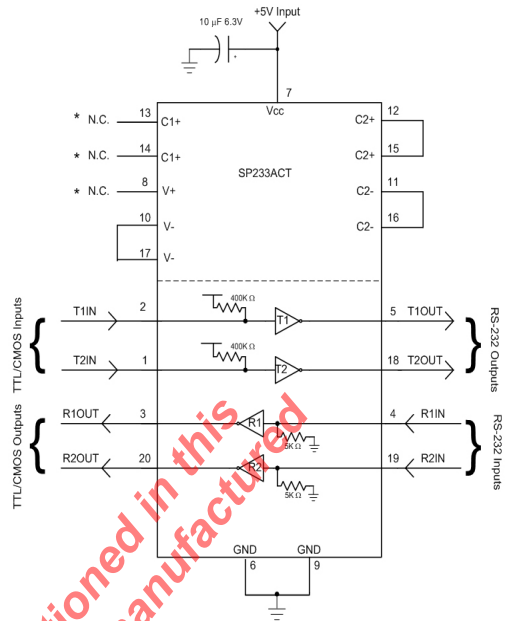 +5V Input
10 µF 6.3V
+
7
Vcc
* N.C. 13 C1+
C2+ 12
* N.C. 14 C1+
C2+ 15
SP233ACT
* N.C. 8 V+
C2- 11
10 V-
C2- 16
17 V-
TTL/CMOS Inputs
T1IN 2 400K Ω T1 5 T1OUT
T2IN 1 400K Ω T2 18 T2OUT
RS-232 Outputs
TTL/CMOS Outputs
R1OUT 3 R1 5K Ω 4 R1IN
R2OUT 20 R2 5K Ω 19 R2IN
RS-232 Inputs
GND GND
6 9
tioned in this
anufactured